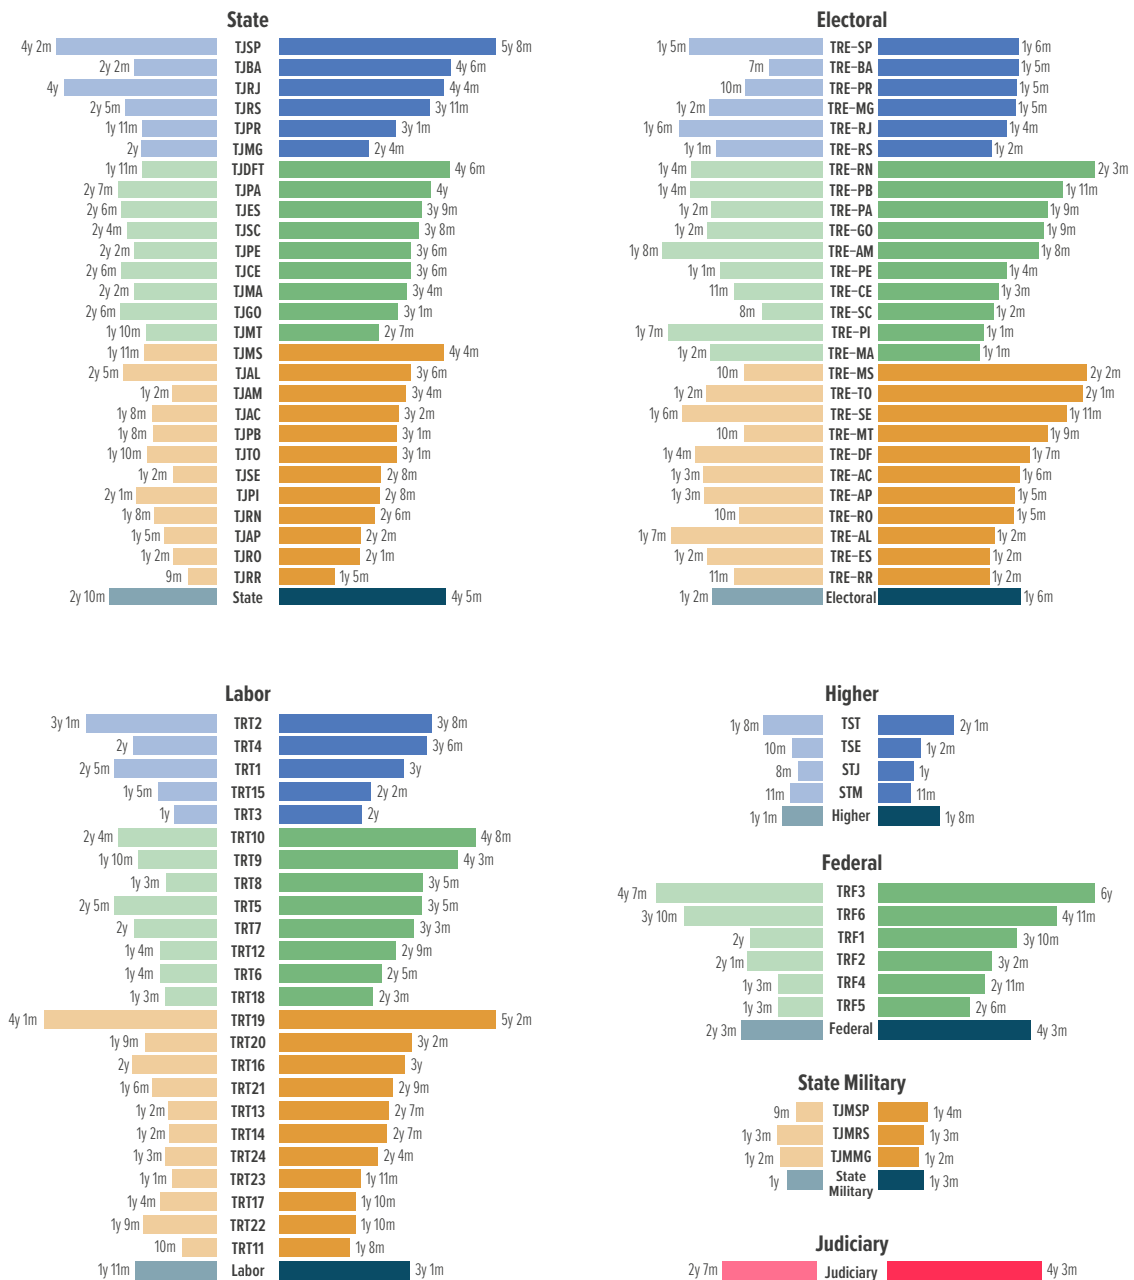 State
4y 2m TJSP 5y 8m
2y 2m TJBA 4y 6m
4y TJRJ 4y 4m
2y 5m TJRS 3y 11m
1y 11m TJPR 3y 1m
2y TJMG 2y 4m
1y 11m TJDFT 4y 6m
2y 7m TJPA 4y
2y 6m TJES 3y 9m
2y 4m TJSC 3y 8m
2y 2m TJPE 3y 6m
2y 6m TJCE 3y 6m
2y 2m TJMA 3y 4m
2y 6m TJGO 3y 1m
1y 10m TJMT 2y 7m
1y 11m TJMS 4y 4m
2y 5m TJAL 3y 6m
1y 2m TJAM 3y 4m
1y 8m TJAC 3y 2m
1y 8m TJPB 3y 1m
1y 10m TJTO 3y 1m
1y 2m TJSE 2y 8m
2y 1m TJPI 2y 8m
1y 8m TJRN 2y 6m
1y 5m TJAP 2y 2m
1y 2m TJRO 2y 1m
9m TJRR 1y 5m
2y 10m State 4y 5m
Electoral
1y 5m TRE-SP 1y 6m
7m TRE-BA 1y 5m
10m TRE-PR 1y 5m
1y 2m TRE-MG 1y 5m
1y 6m TRE-RJ 1y 4m
1y 1m TRE-RS 1y 2m
1y 4m TRE-RN 2y 3m
1y 4m TRE-PB 1y 11m
1y 2m TRE-PA 1y 9m
1y 2m TRE-GO 1y 9m
1y 8m TRE-AM 1y 8m
1y 1m TRE-PE 1y 4m
11m TRE-CE 1y 3m
8m TRE-SC 1y 2m
1y 7m TRE-PI 1y 1m
1y 2m TRE-MA 1y 1m
10m TRE-MS 2y 2m
1y 2m TRE-TO 2y 1m
1y 6m TRE-SE 1y 11m
10m TRE-MT 1y 9m
1y 4m TRE-DF 1y 7m
1y 3m TRE-AC 1y 6m
1y 3m TRE-AP 1y 5m
10m TRE-RO 1y 5m
1y 7m TRE-AL 1y 2m
1y 2m TRE-ES 1y 2m
11m TRE-RR 1y 2m
1y 2m Electoral 1y 6m
Labor
3y 1m TRT2 3y 8m
2y TRT4 3y 6m
2y 5m TRT1 3y
1y 5m TRT15 2y 2m
1y TRT3 2y
2y 4m TRT10 4y 8m
1y 10m TRT9 4y 3m
1y 3m TRT8 3y 5m
2y 5m TRT5 3y 5m
2y TRT7 3y 3m
1y 4m TRT12 2y 9m
1y 4m TRT6 2y 5m
1y 3m TRT18 2y 3m
4y 1m TRT19 5y 2m
1y 9m TRT20 3y 2m
2y TRT16 3y
1y 6m TRT21 2y 9m
1y 2m TRT13 2y 7m
1y 2m TRT14 2y 7m
1y 3m TRT24 2y 4m
1y 1m TRT23 1y 11m
1y 4m TRT17 1y 10m
1y 9m TRT22 1y 10m
10m TRT11 1y 8m
1y 11m Labor 3y 1m
Higher
1y 8m TST 2y 1m
10m TSE 1y 2m
8m STJ 1y
11m STM 11m
1y 1m Higher 1y 8m
Federal
4y 7m TRF3 6y
3y 10m TRF6 4y 11m
2y TRF1 3y 10m
2y 1m TRF2 3y 2m
1y 3m TRF4 2y 11m
1y 3m TRF5 2y 6m
2y 3m Federal 4y 3m
State Military
9m TJMSP 1y 4m
1y 3m TJMRS 1y 3m
1y 2m TJMMG 1y 2m
1y State 1y 3m
Military
Judiciary
2y 7m Judiciary 4y 3m